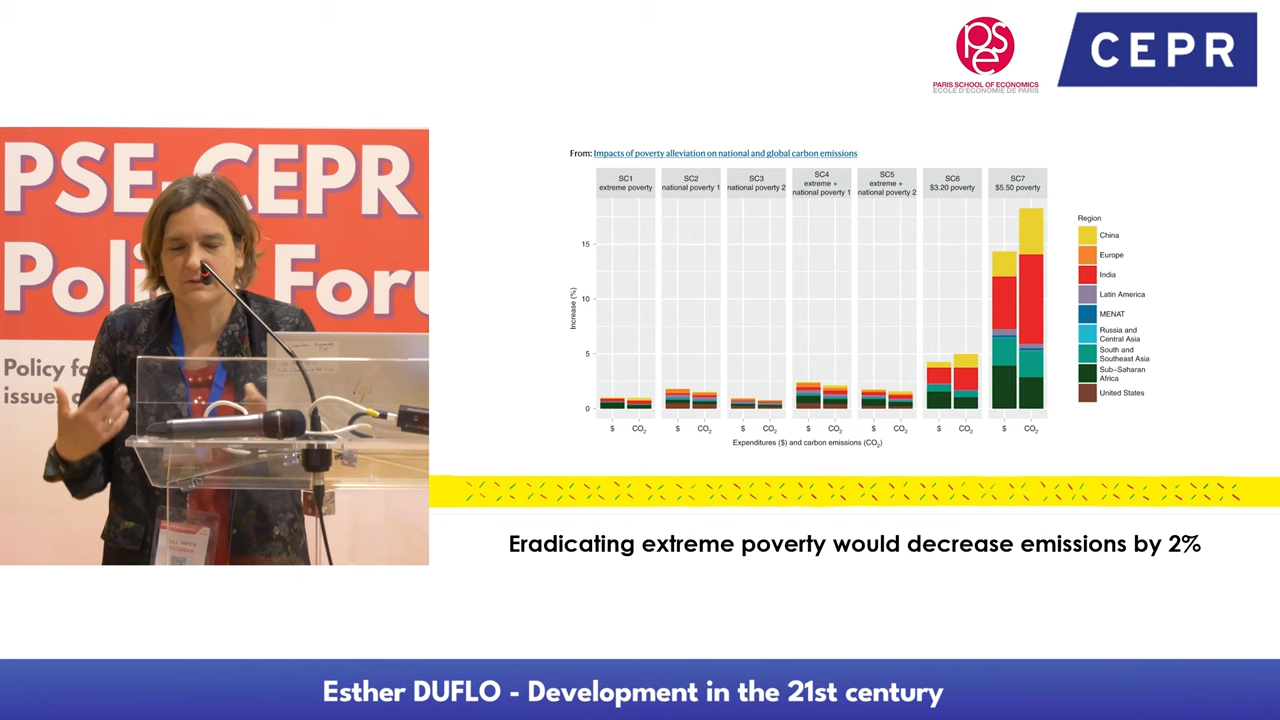 pse
PARIS SCHOOL OF ECONOMICS
ECOLE D'ECONOMIE DE PARIS
CEPR
PSE-CEPR
Foru
Policy fo
From: Impacts of poverty alleviation on national and global carbon emissions
SC1
extreme poverty
SC2
national poverty 1
SC3
national poverty 2
SC4
extreme +
national poverty 1
SC5
extreme +
national poverty 2
SC6
$3.20 poverty
SC7
$5.50 poverty
Increase (%)
15
10
5
0
$ CO2 $ CO2 $ CO2 $ CO2 $ CO2 $ CO2 $ CO2
Expenditures ($) and carbon emissions (CO2)
Region
China
Europe
India
Latin America
MENAT
Russia and
Central Asia
South and
Southeast Asia
Sub–Saharan
Africa
United States
Eradicating extreme poverty would decrease emissions by 2%
Esther DUFLO - Development in the 21st century